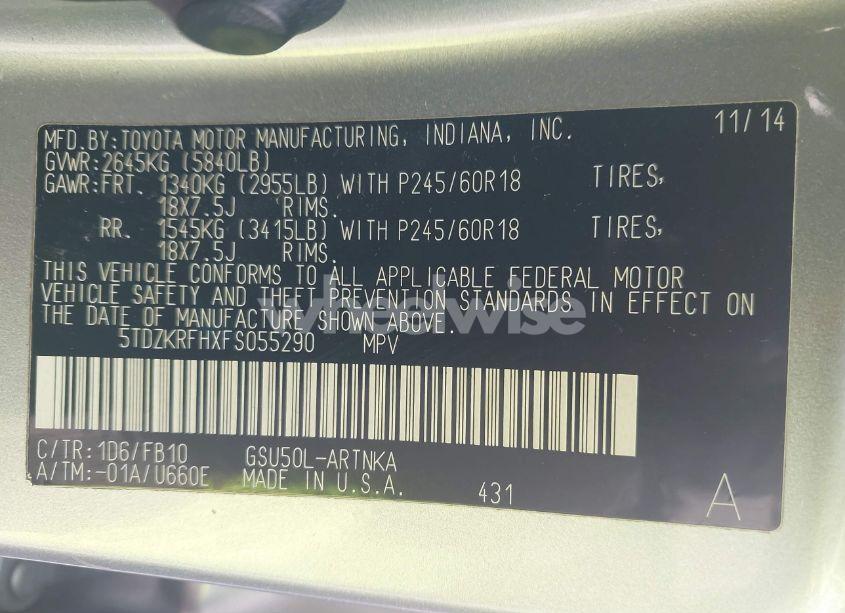 MFD.BY:TOYOTA MOTOR MANUFACTURING, INDIANA, INC. 11/14
GVWR:2645KG (5840LB)
GAWR:FRT. 1340KG (2955LB) WITH P245/60R18 TIRES,
18X7.5J RIMS.
RR. 1545KG (3415LB) WITH P245/60R18 TIRES,
18X7.5J RIMS.
THIS VEHICLE CONFORMS TO ALL APPLICABLE FEDERAL MOTOR
VEHICLE SAFETY AND THEFT PREVENTION STANDARDS IN EFFECT ON
THE DATE OF MANUFACTURE SHOWN ABOVE.
5TDZKRFHXFS055290 MPV
C/TR:1D6/FB10 GSU50L-ARTNKA
A/TM:-01A/U660E MADE IN U.S.A. 431 A
wheelwise